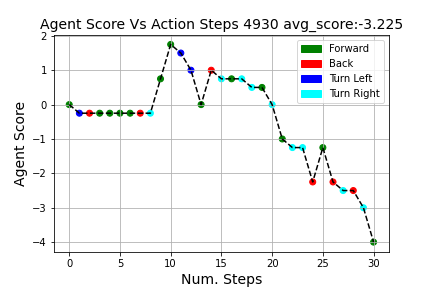 Agent Score Vs Action Steps 4930 avg_score:-3.225
2
1
0
−1
−2
−3
−4
Agent Score
Forward
Back
Turn Left
Turn Right
0 5 10 15 20 25 30
Num. Steps